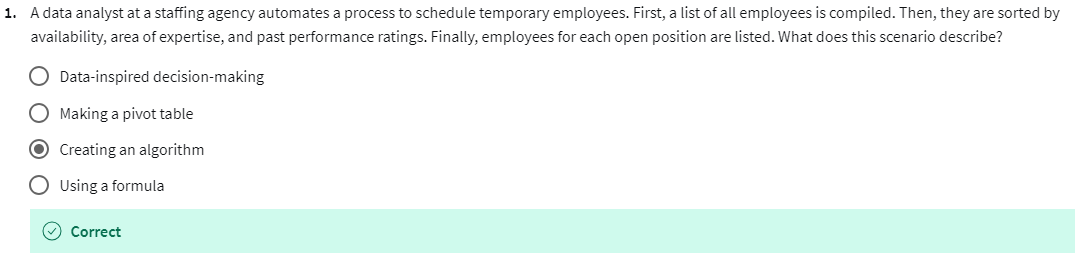 1. A data analyst at a staffing agency automates a process to schedule temporary employees. First, a list of all employees is compiled. Then, they are sorted by
availability, area of expertise, and past performance ratings. Finally, employees for each open position are listed. What does this scenario describe?
Data-inspired decision-making
Making a pivot table
Creating an algorithm
Using a formula
Correct